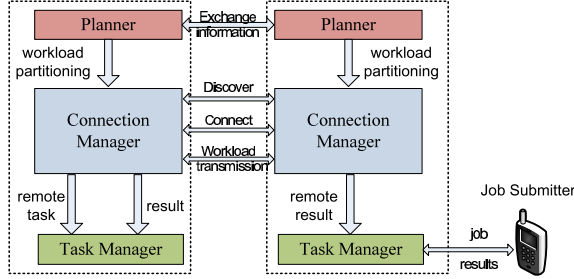 Planner
Exchange
information
Planner
workload
partitioning
workload
partitioning
Discover
Connection
Manager
Connect
Connection
Manager
Workload
transmission
remote
task
result
remote
result
Job Submitter
Task Manager
Task Manager
job
results